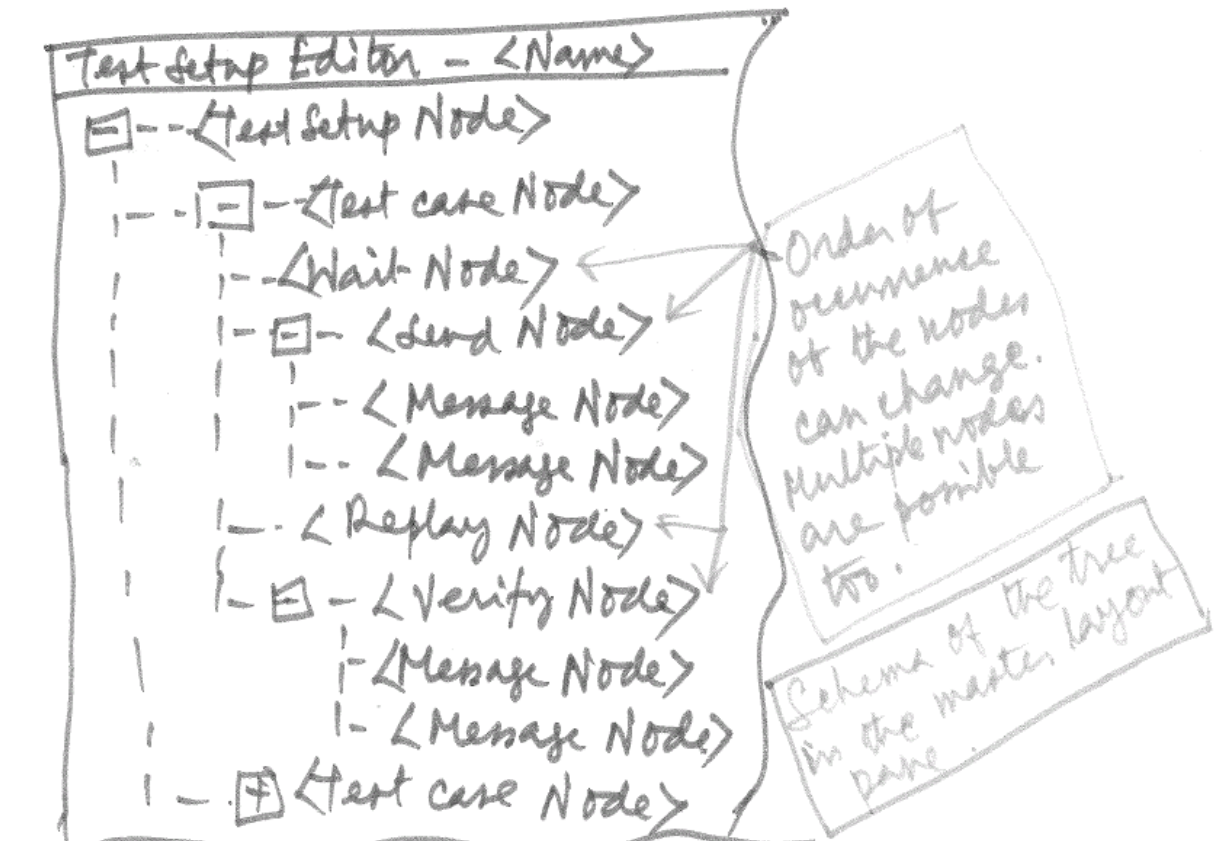 Test Setup Editor - <Name>
<Test Setup Node>
<Test case Node>
<Wait Node>
<Send Node>
<Message Node>
<Message Node>
<Replay Node>
<Verify Node>
<Message Node>
<Message Node>
<Test case Node>
Order of
occurrence
of the nodes
can change.
Multiple nodes
are possible
too.
Schema of the tree
in the master layout
pane.